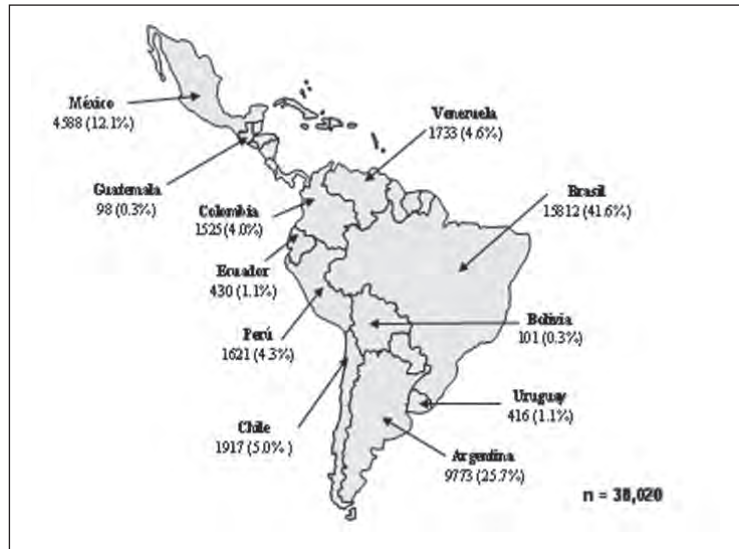 México
4588 (12.1%)
Venezuela
1733 (4.6%)
Guatemala
98 (0.3%)
Colombia
1525 (4.0%)
Brasil
15812 (41.6%)
Ecuador
430 (1.1%)
Perú
1621 (4.3%)
Bolivia
101 (0.3%)
Chile
1917 (5.0% )
Uruguay
416 (1.1%)
Argentina
9773 (25.7%)
n = 38,020